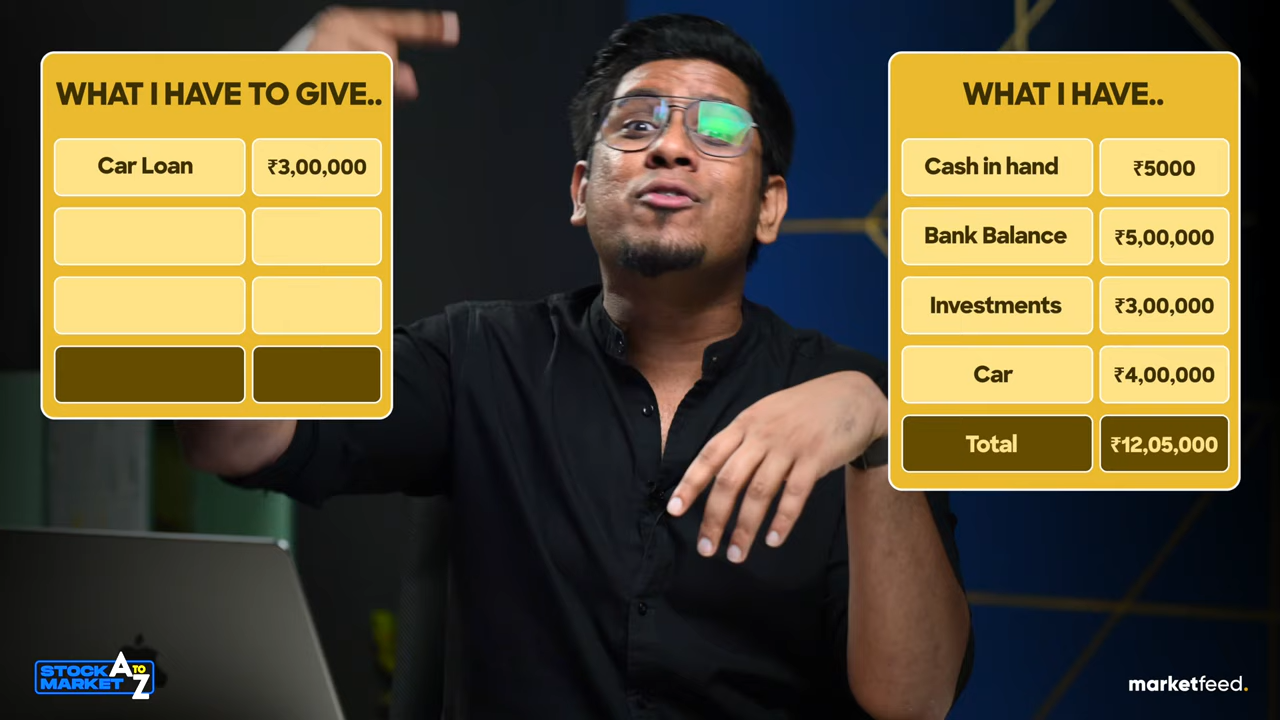 WHAT I HAVE TO GIVE..
Car Loan ₹3,00,000
WHAT I HAVE..
Cash in hand ₹5000
Bank Balance ₹5,00,000
Investments ₹3,00,000
Car ₹4,00,000
Total ₹12,05,000
STOCK
MARKET
A TO Z
marketfeed.